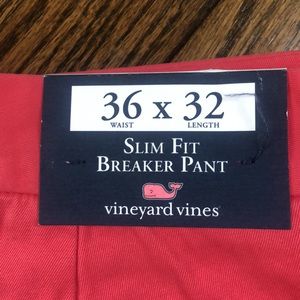 36 x 32
WAIST LENGTH
SLIM FIT
BREAKER PANT
vineyard vines